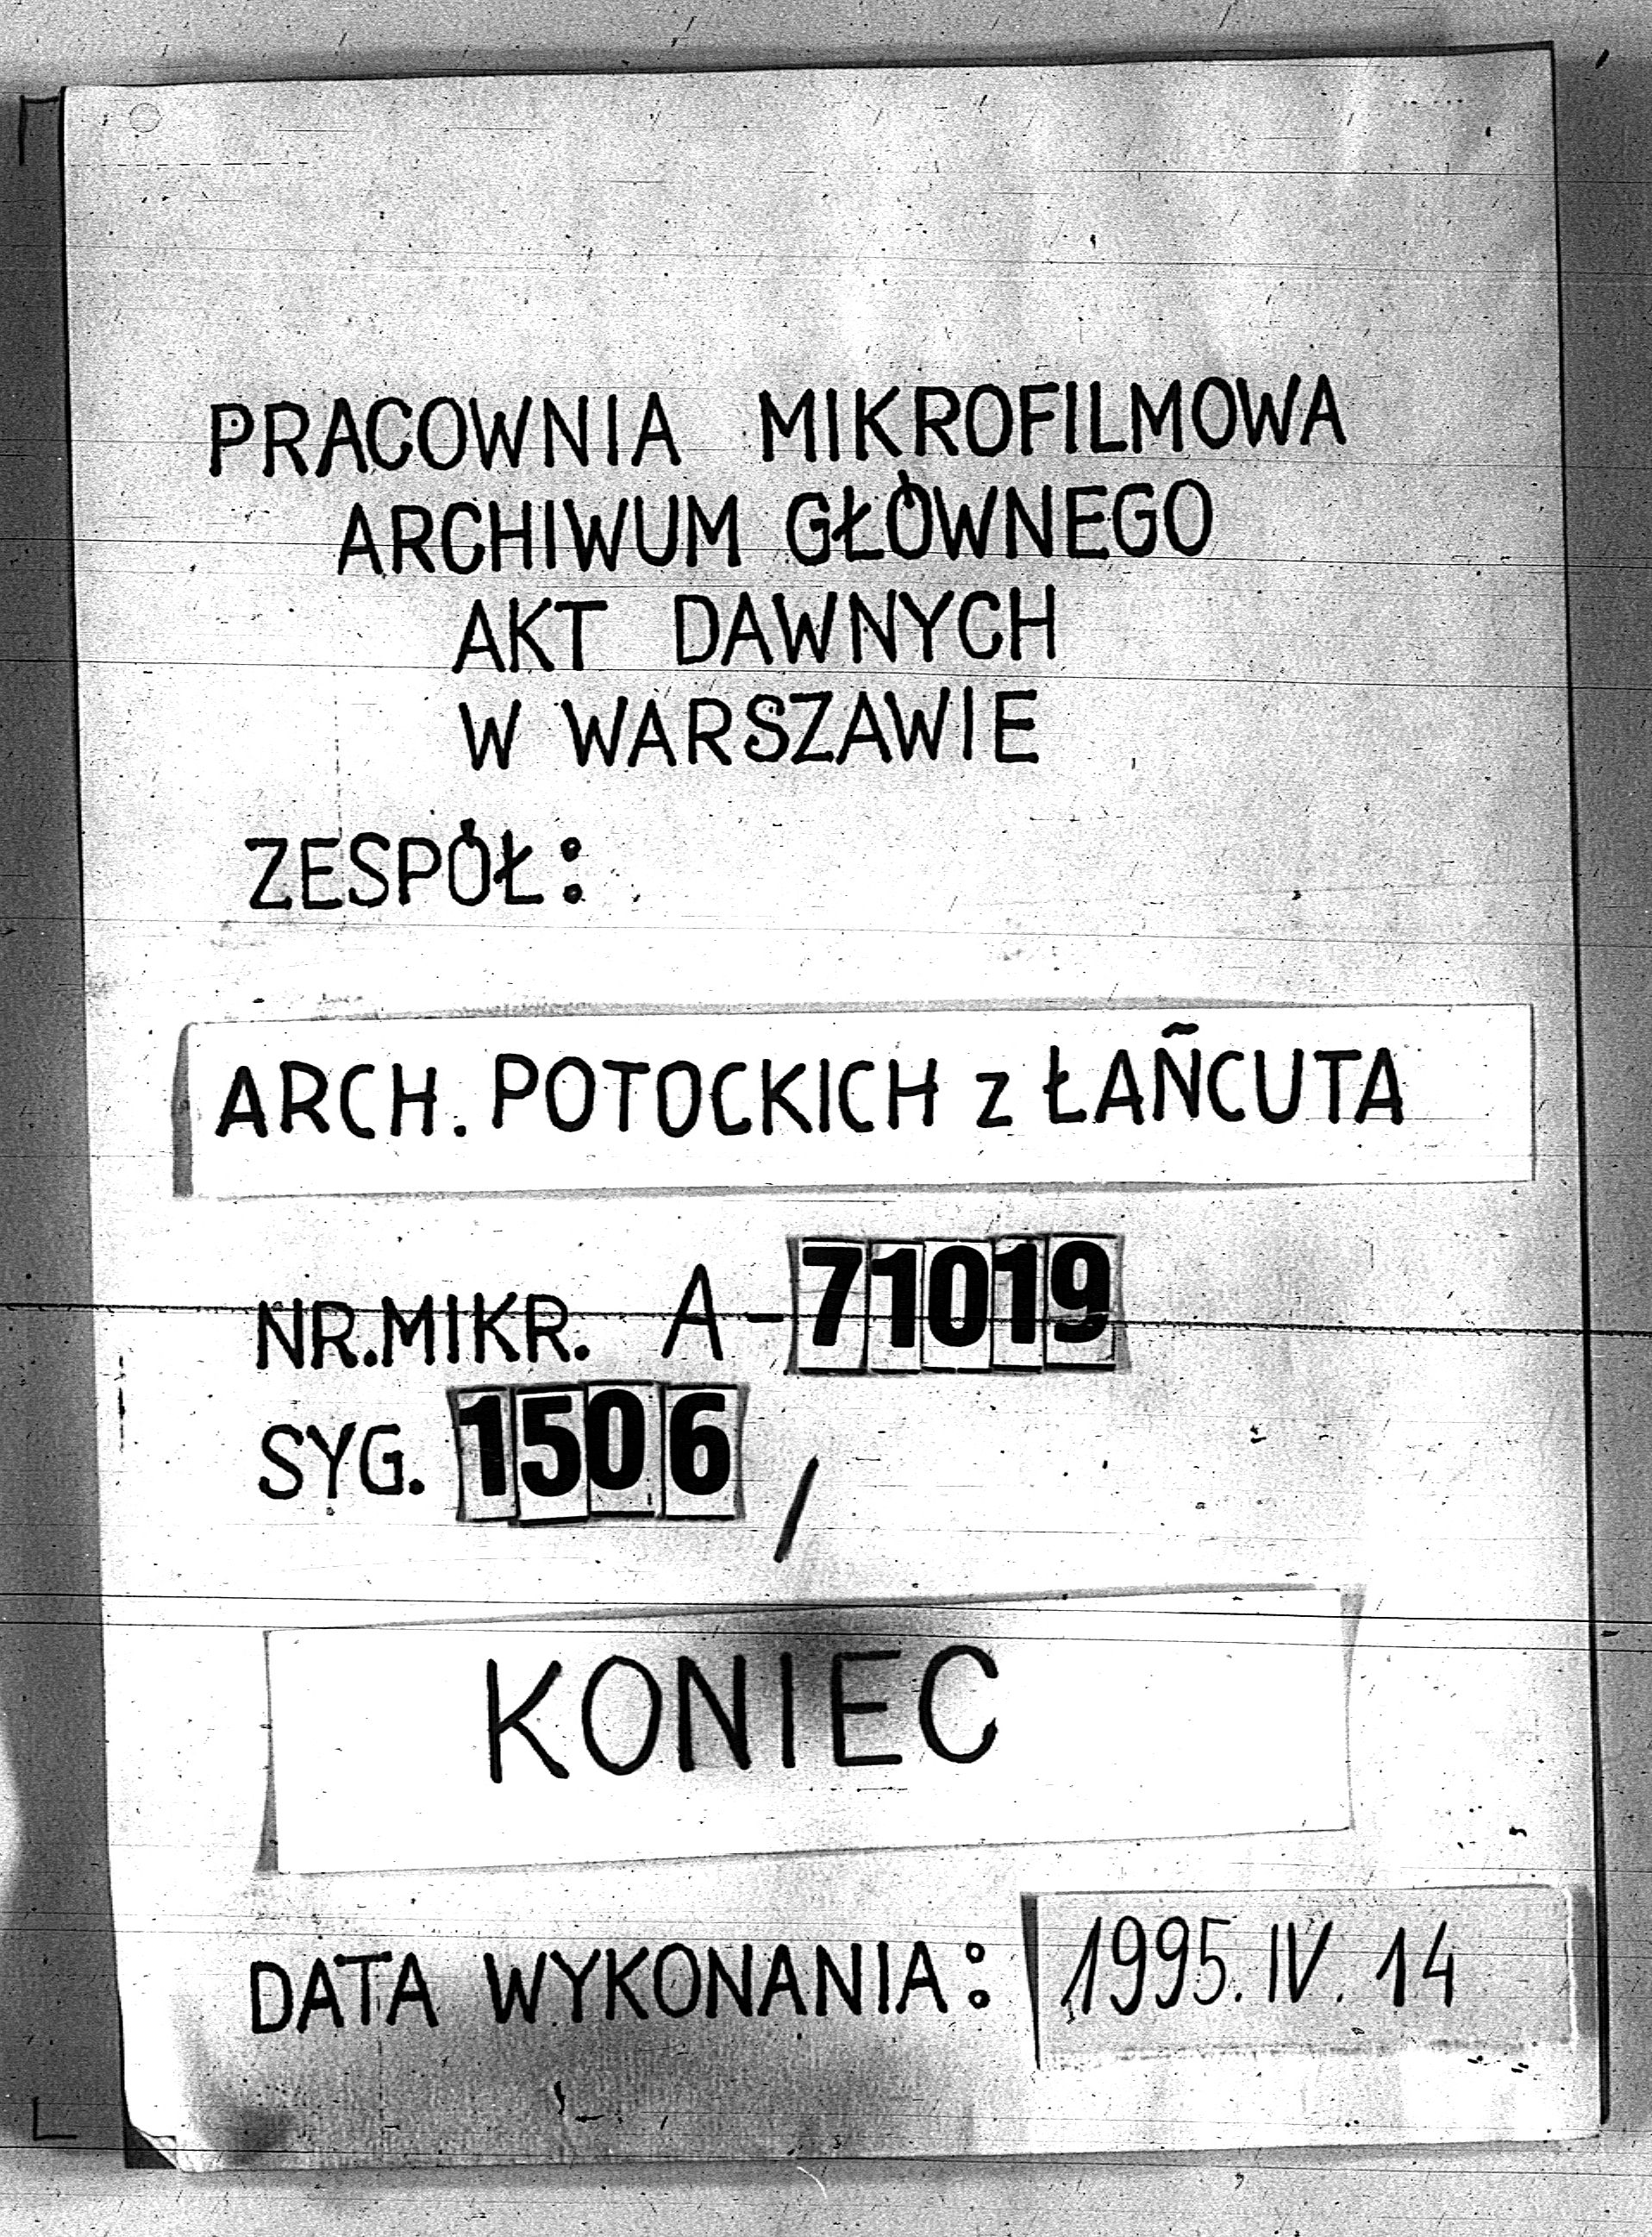 PRACOWNIA MIKROFILMOWA
ARCHIWUM GŁÓWNEGO
AKT DAWNYCH
W WARSZAWIE
ZESPÓŁ:
ARCH. POTOCKICH z ŁAŃCUTA
NR.MIKR. A-71019
SYG. 1506 /
KONIEC
DATA WYKONANIA: 1995.IV.14